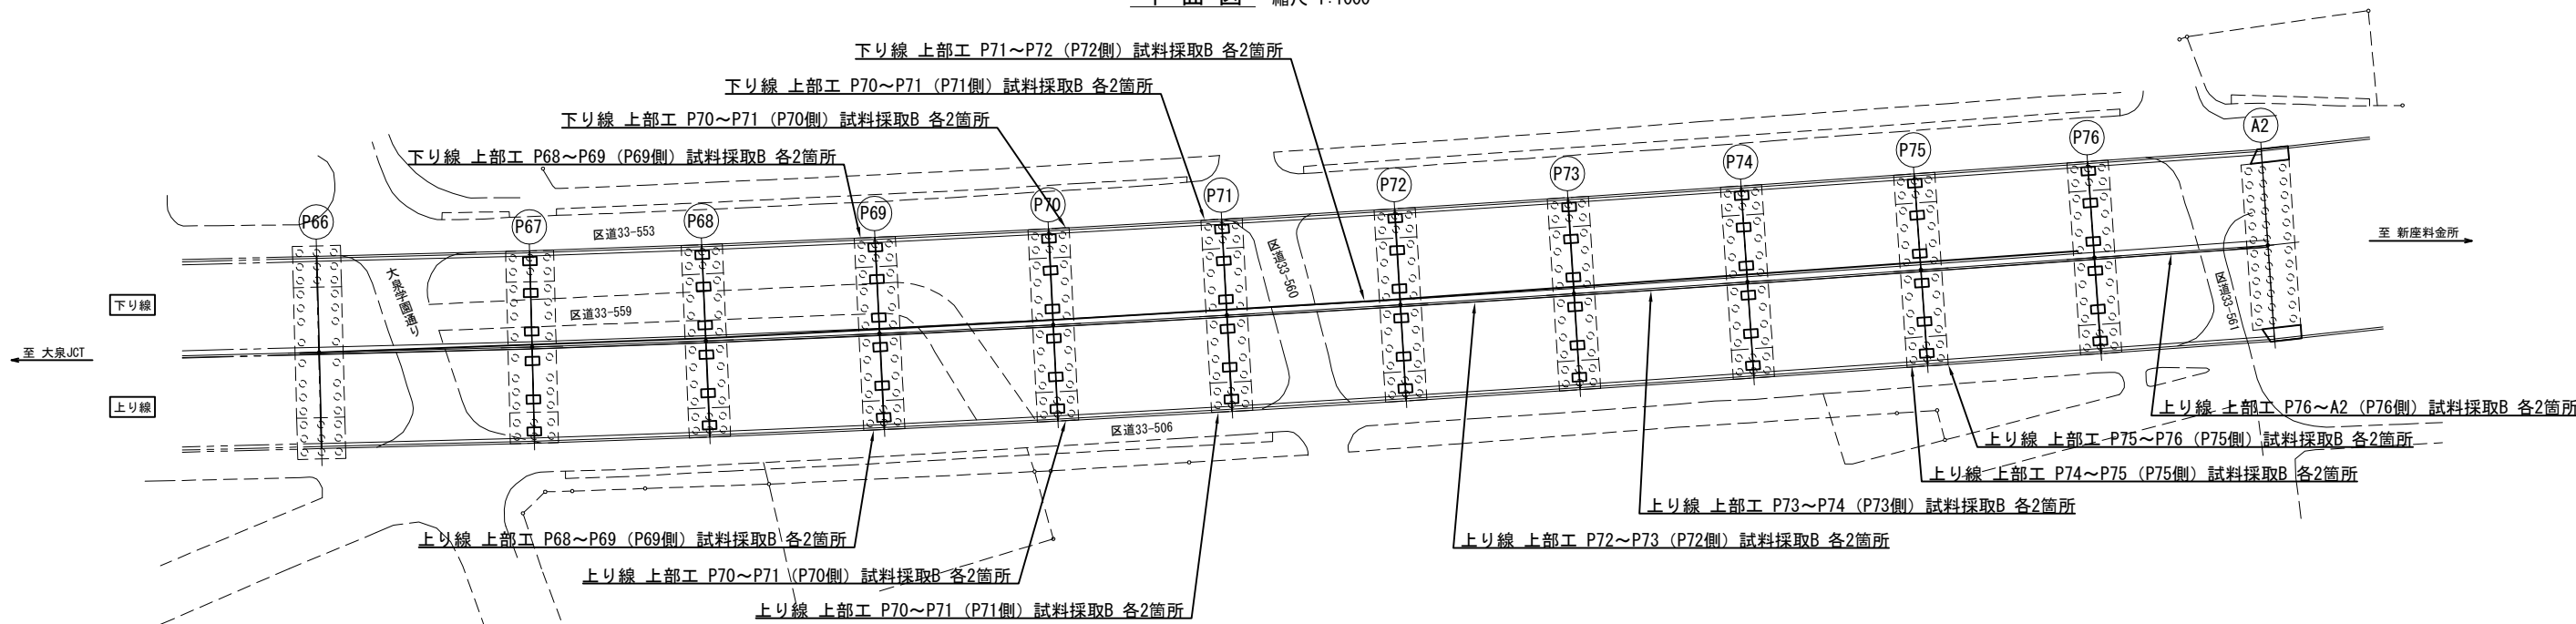 平面図 縮尺 1:1000
下り線 上部工 P71～P72 (P72側) 試料採取B 各2箇所
下り線 上部工 P70～P71 (P71側) 試料採取B 各2箇所
下り線 上部工 P70～P71 (P70側) 試料採取B 各2箇所
下り線 上部工 P68～P69 (P69側) 試料採取B 各2箇所
P66
P67
P68
P69
P70
P71
P72
P73
P74
P75
P76
A2
区道33-553
大泉学園通り
区道33-559
区道33-560
区道33-561
至 新座料金所
下り線
至 大泉JCT
上り線
区道33-506
上り線 上部工 P76～A2 (P76側) 試料採取B 各2箇所
上り線 上部工 P75～P76 (P75側) 試料採取B 各2箇所
上り線 上部工 P74～P75 (P75側) 試料採取B 各2箇所
上り線 上部工 P73～P74 (P73側) 試料採取B 各2箇所
上り線 上部工 P72～P73 (P72側) 試料採取B 各2箇所
上り線 上部工 P68～P69 (P69側) 試料採取B 各2箇所
上り線 上部工 P70～P71 (P70側) 試料採取B 各2箇所
上り線 上部工 P70～P71 (P71側) 試料採取B 各2箇所